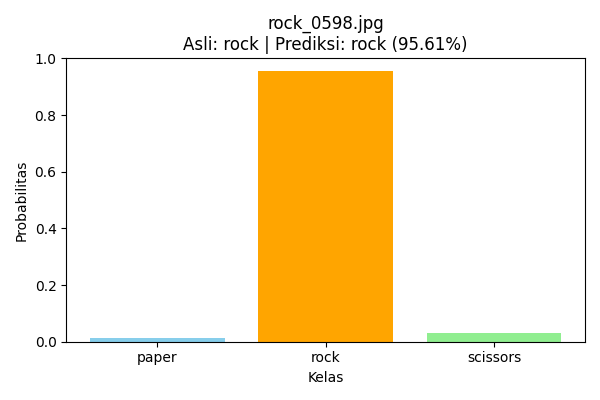 rock_0598.jpg
Asli: rock | Prediksi: rock (95.61%)
1.0
0.8
0.6
0.4
0.2
0.0
Probabilitas
paper
rock
scissors
Kelas